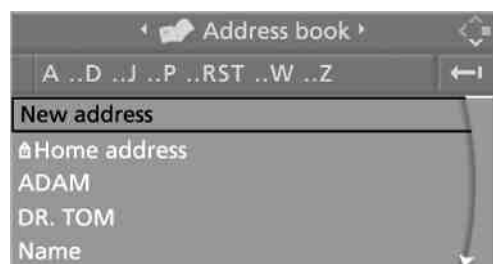 Address book
A ..D ..J ..P ..RST ..W ..Z
New address
Home address
ADAM
DR. TOM
Name